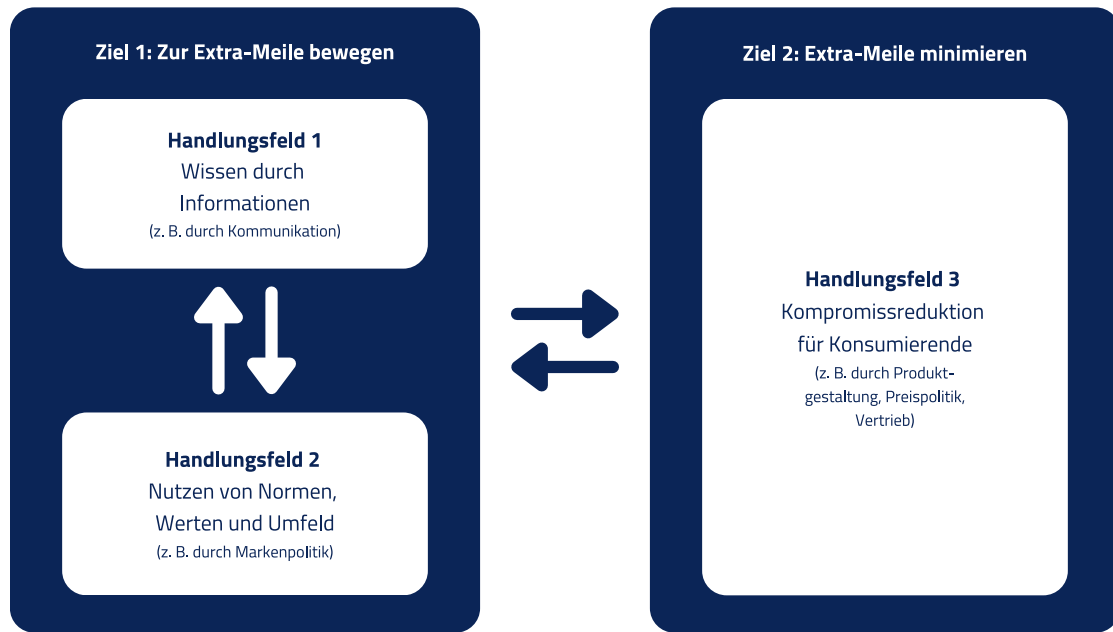 Ziel 1: Zur Extra-Meile bewegen
Handlungsfeld 1
Wissen durch
Informationen
(z. B. durch Kommunikation)
Handlungsfeld 2
Nutzen von Normen,
Werten und Umfeld
(z. B. durch Markenpolitik)
Ziel 2: Extra-Meile minimieren
Handlungsfeld 3
Kompromissreduktion
für Konsumierende
(z. B. durch Produkt-
gestaltung, Preispolitik,
Vertrieb)